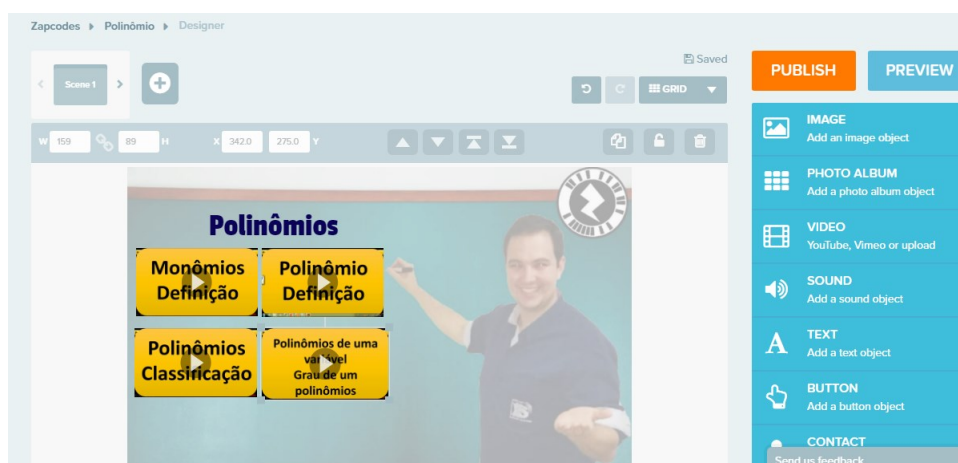 Zapcodes ▸ Polinômio ▸ Designer
Saved
Scene 1
GRID
PUBLISH
PREVIEW
W 159 89 H X 342.0 275.0 Y
Polinômios
Monômios
Definição
Polinômio
Definição
Polinômios
Classificação
Polinômios de uma
variável
Grau de um
polinômios
IMAGE
Add an image object
PHOTO ALBUM
Add a photo album object
VIDEO
YouTube, Vimeo or upload
SOUND
Add a sound object
TEXT
Add a text object
BUTTON
Add a button object
CONTACT
Send us feedback